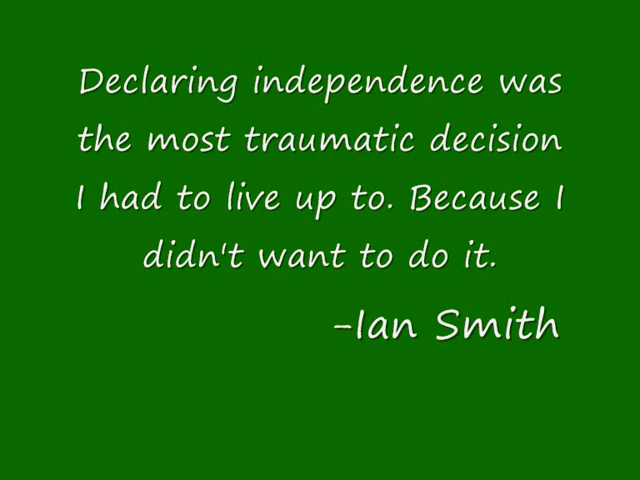 Declaring independence was
the most traumatic decision
I had to live up to. Because I
didn't want to do it.
-Ian Smith